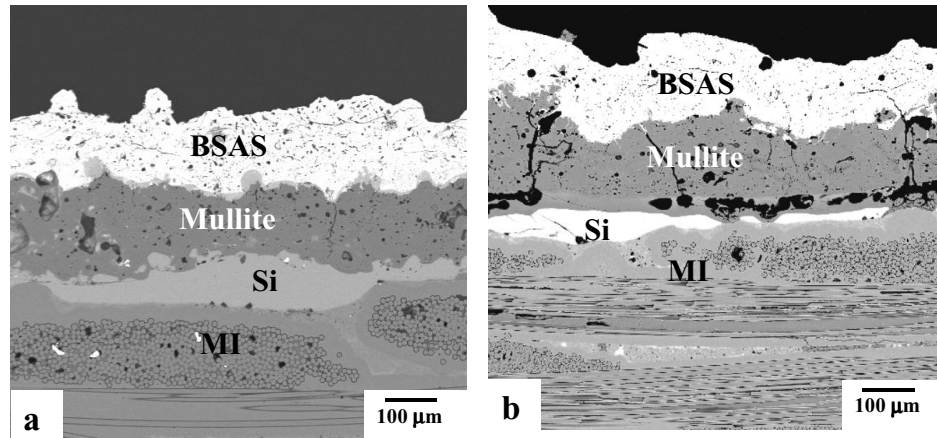 BSAS
Mullite
Si
MI
a
100 µm
BSAS
Mullite
Si
MI
b
100 µm